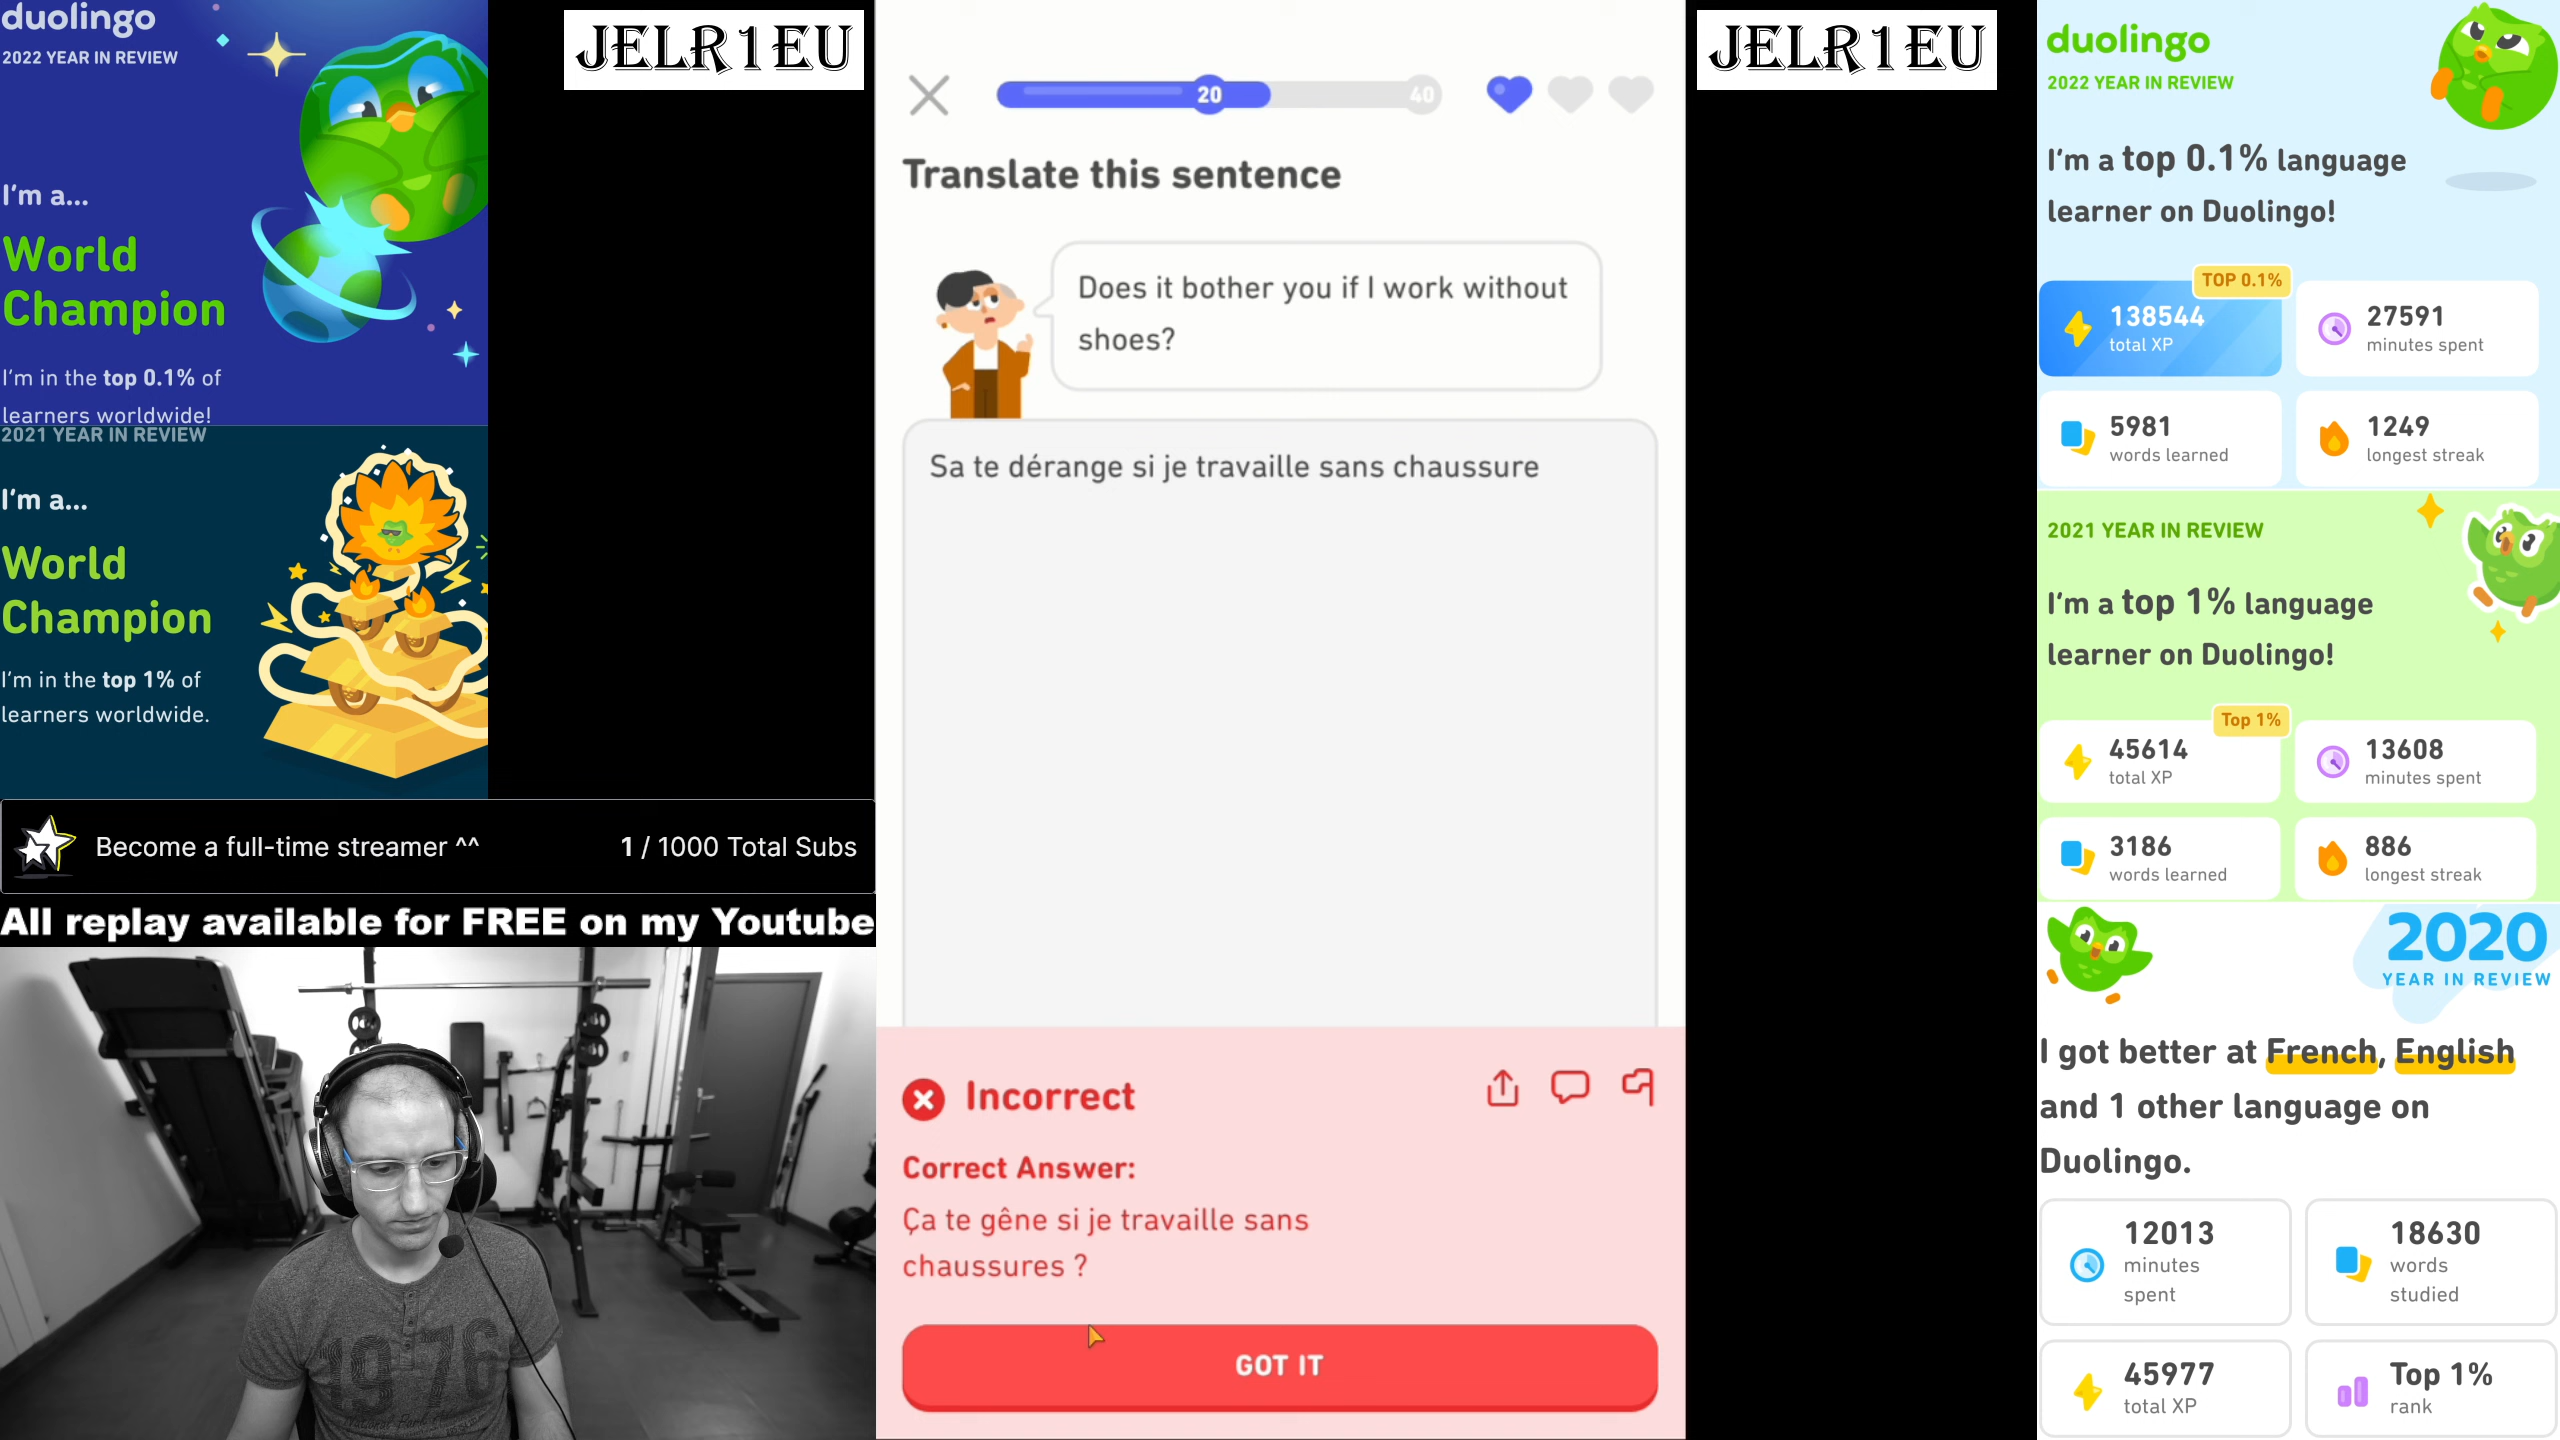 duolingo
2022 YEAR IN REVIEW
I'm a...
World
Champion
I'm in the top 0.1% of
learners worldwide!
2021 YEAR IN REVIEW
I'm a...
World
Champion
I'm in the top 1% of
learners worldwide.
JELR1EU
Become a full-time streamer ^^
1 / 1000 Total Subs
All replay available for FREE on my Youtube
1976
20
40
Translate this sentence
Does it bother you if I work without
shoes?
Sa te dérange si je travaille sans chaussure
Incorrect
Correct Answer:
Ça te gêne si je travaille sans
chaussures ?
GOT IT
JELR1EU
duolingo
2022 YEAR IN REVIEW
I'm a top 0.1% language
learner on Duolingo!
TOP 0.1%
138544
total XP
27591
minutes spent
5981
words learned
1249
longest streak
2021 YEAR IN REVIEW
I'm a top 1% language
learner on Duolingo!
Top 1%
45614
total XP
13608
minutes spent
3186
words learned
886
longest streak
2020
YEAR IN REVIEW
I got better at French, English
and 1 other language on
Duolingo.
12013
minutes
spent
18630
words
studied
45977
total XP
Top 1%
rank